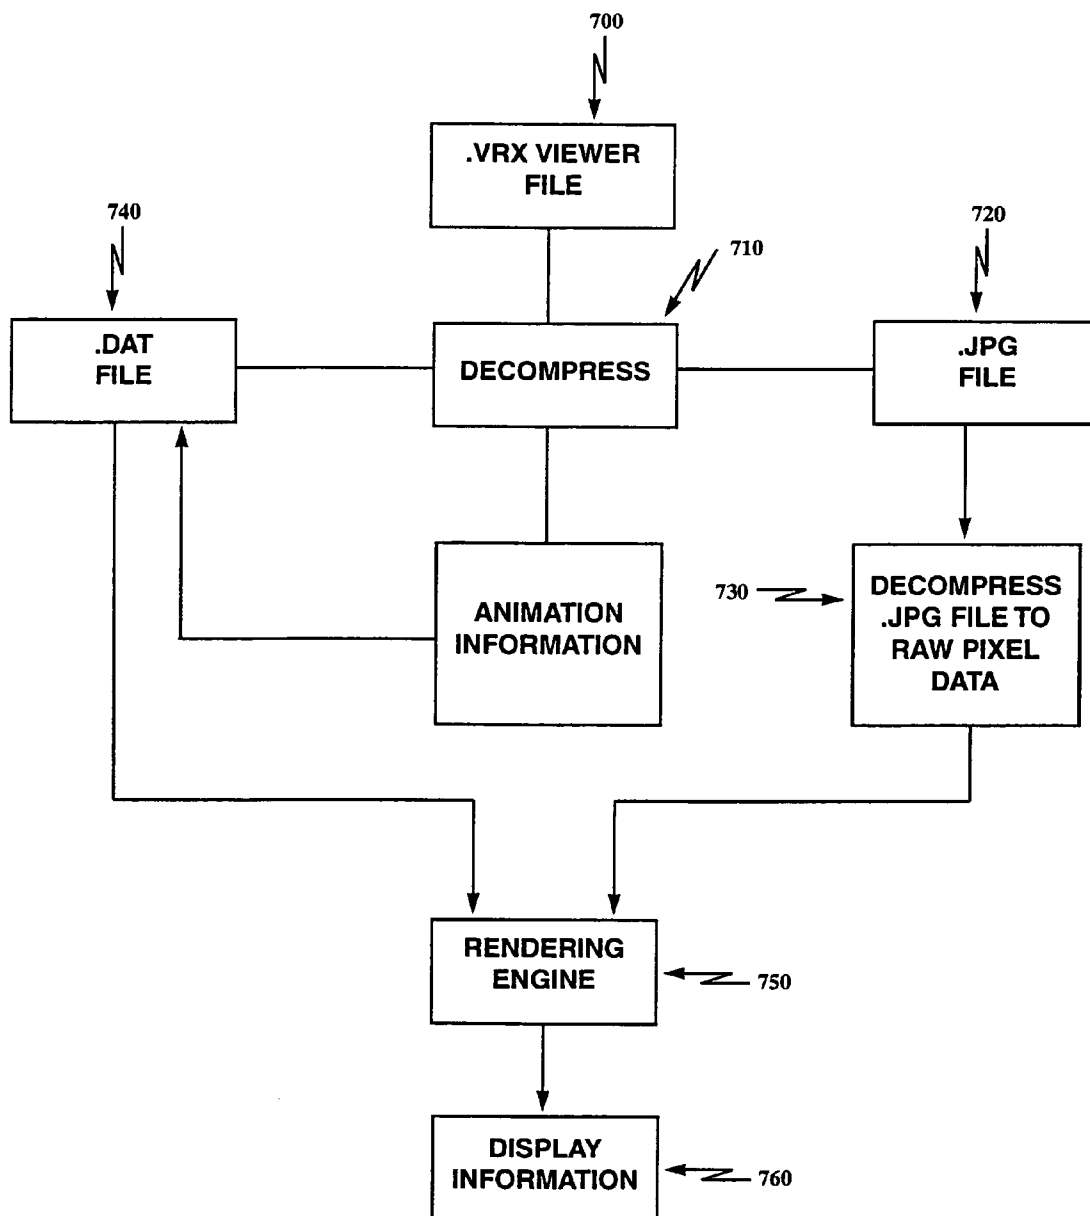 700
.VRX VIEWER
FILE
740
720
710
.DAT
FILE
DECOMPRESS
.JPG
FILE
ANIMATION
INFORMATION
730
DECOMPRESS
.JPG FILE TO
RAW PIXEL
DATA
RENDERING
ENGINE
750
DISPLAY
INFORMATION
760